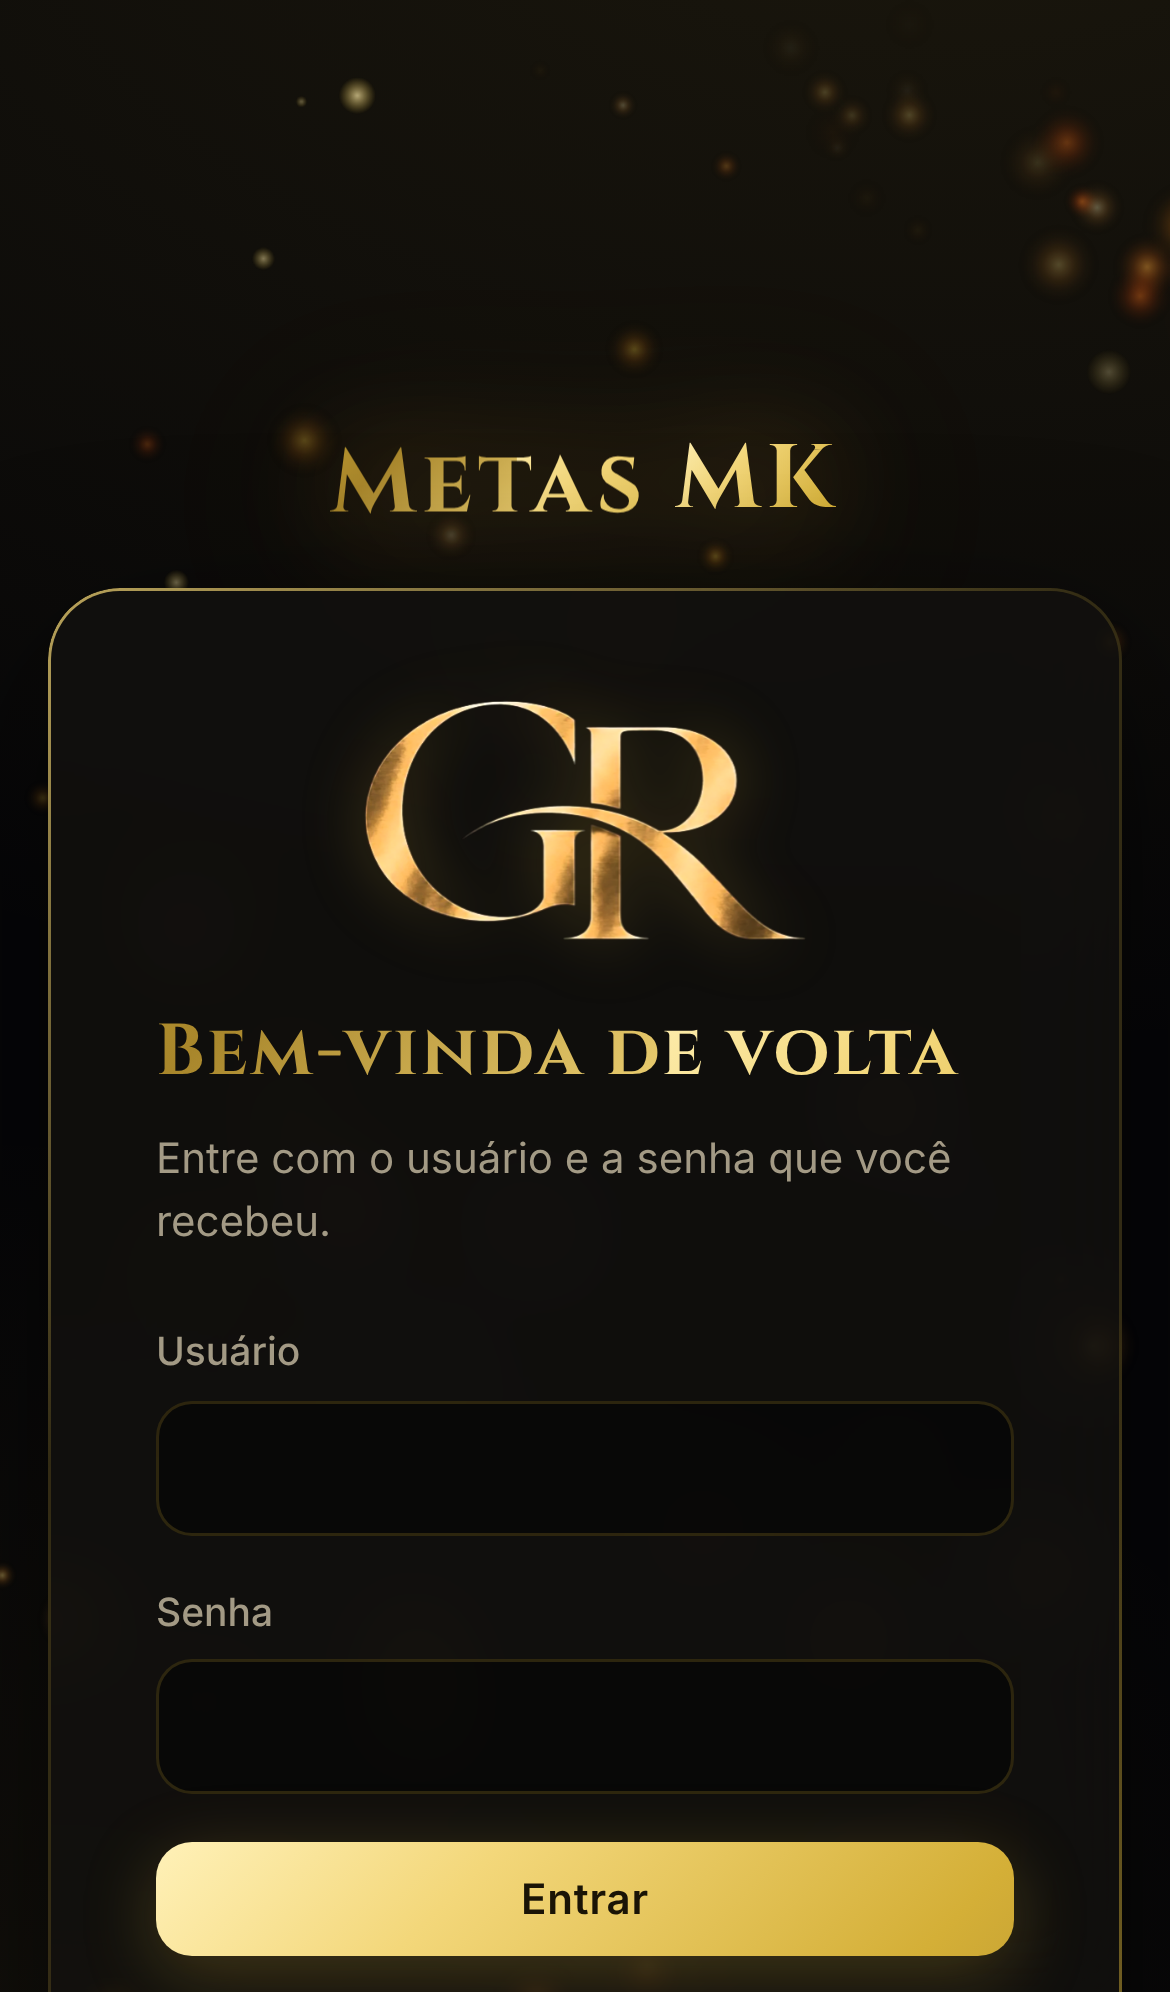 Metas MK
GR
Bem-vinda de volta
Entre com o usuário e a senha que você
recebeu.
Usuário
Senha
Entrar